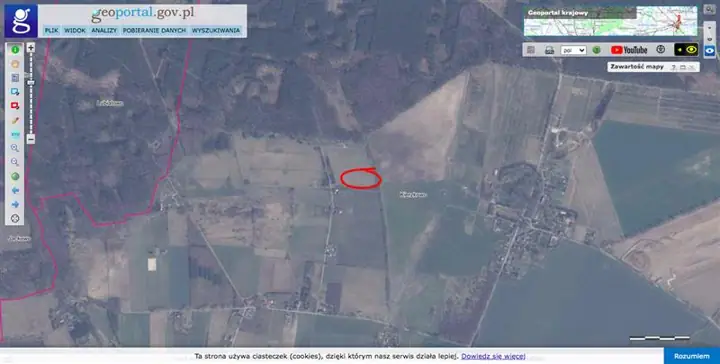 geoportal.gov.pl
PLIK WIDOK ANALIZY POBIERANIE DANYCH WYSZUKIWANIA
Geoportal krajowy
pol
YouTube
Zawartość mapy
Kierzkowo
Ta strona używa ciasteczek (cookies), dzięki którym nasz serwis działa lepiej. Dowiedz się więcej
Rozumiem